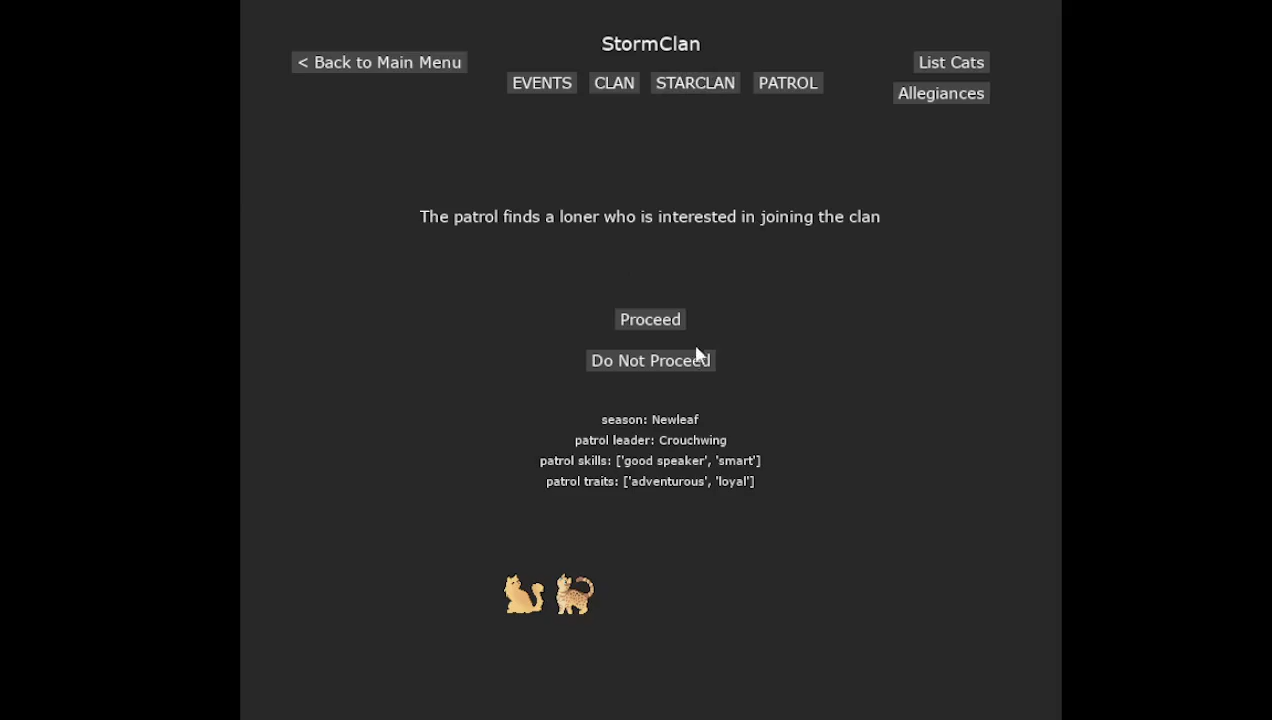 StormClan
< Back to Main Menu
List Cats
EVENTS CLAN STARCLAN PATROL
Allegiances
The patrol finds a loner who is interested in joining the clan
Proceed
Do Not Proceed
season: Newleaf
patrol leader: Crouchwing
patrol skills: ['good speaker', 'smart']
patrol traits: ['adventurous', 'loyal']